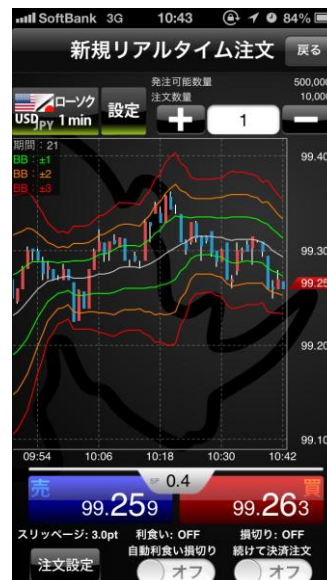 SoftBank 3G 10:43 84%
新規リアルタイム注文 戻る
発注可能数量 500,000
注文数量 10,000
USD JPY ローソク 1 min 設定 + 1 −
期間 : 21
BB : ±1
BB : ±2
BB : ±3
99.40
99.30
99.25
99.20
99.10
09:54 10:06 10:18 10:30 10:42
売 SP 0.4 買
99.259 99.263
スリッページ: 3.0pt 利食い: OFF 損切り: OFF
注文設定 自動利食い損切り 続けて決済注文
オフ オフ